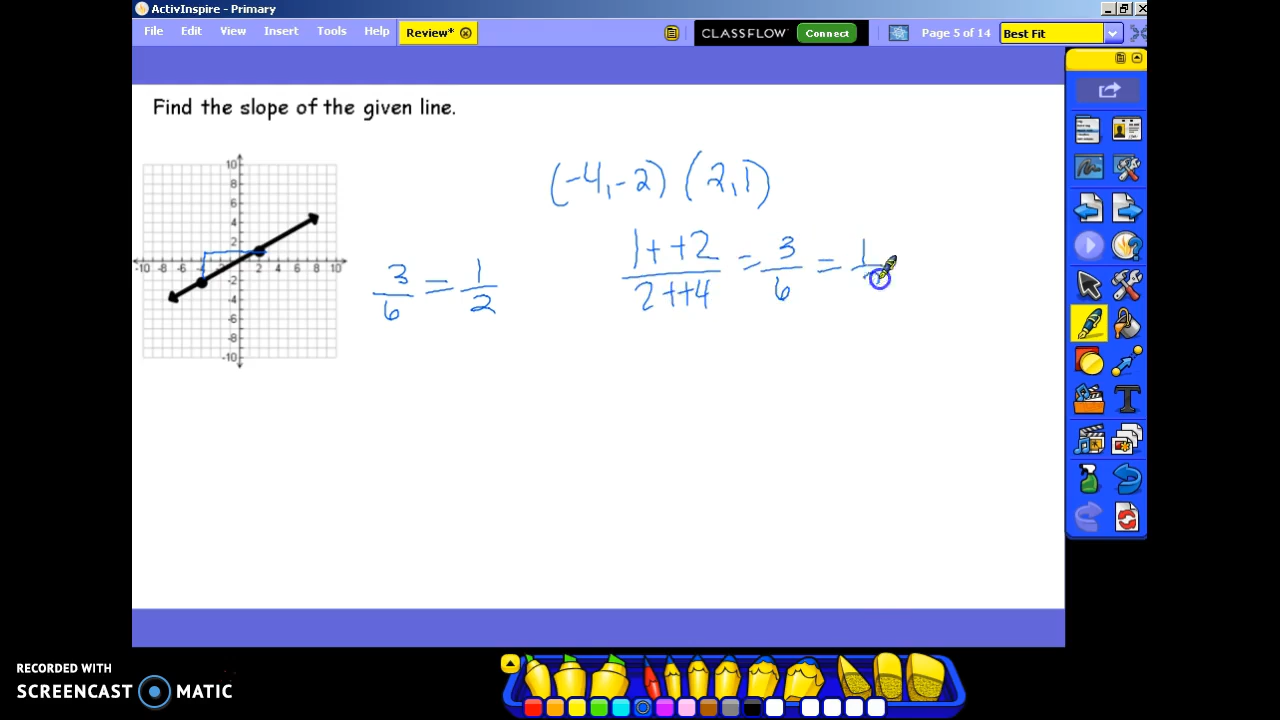 ActivInspire - Primary
File Edit View Insert Tools Help Review* CLASSFLOW Connect Page 5 of 14 Best Fit
Find the slope of the given line.
(-4,-2) (2,1)
1++2/2++4 = 3/6 = 1/
3/6 = 1/2
10
8
6
4
2
-10 -8 -6 -4 -2 2 4 6 8 10
-2
-4
-6
-8
-10
RECORDED WITH
SCREENCAST MATIC